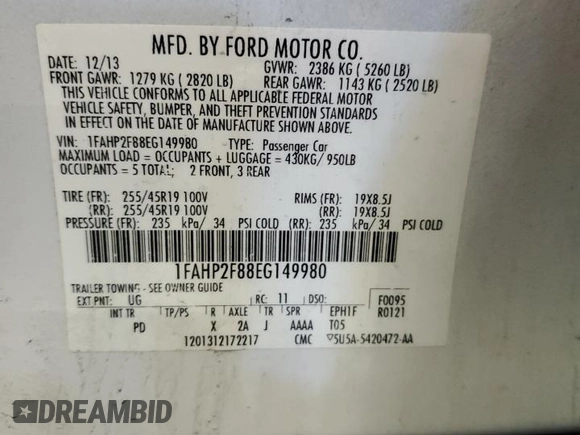 MFD. BY FORD MOTOR CO.
DATE: 12/13 GVWR: 2386 KG ( 5260 LB)
FRONT GAWR: 1279 KG ( 2820 LB) REAR GAWR: 1143 KG ( 2520 LB)
THIS VEHICLE CONFORMS TO ALL APPLICABLE FEDERAL MOTOR
VEHICLE SAFETY, BUMPER, AND THEFT PREVENTION STANDARDS
IN EFFECT ON THE DATE OF MANUFACTURE SHOWN ABOVE.
VIN: 1FAHP2F88EG149980 TYPE: Passenger Car
MAXIMUM LOAD = OCCUPANTS + LUGGAGE = 430KG/ 950LB
OCCUPANTS = 5 TOTAL; 2 FRONT, 3 REAR
TIRE (FR): 255/45R19 100V RIMS (FR): 19X8.5J
(RR): 255/45R19 100V (RR): 19X8.5J
PRESSURE (FR): 235 kPa/ 34 PSI COLD (RR): 235 kPa/ 34 PSI COLD
1FAHP2F88EG149980
TRAILER TOWING - SEE OWNER GUIDE
EXT PNT: UG RC: 11 DSO: F0095
INT TR TP/PS R AXLE TR SPR EPH1F R0121
PD X 2A J AAAA T05
1201312172217 CMC ▽5U5A-5420472-AA
DREAMBID